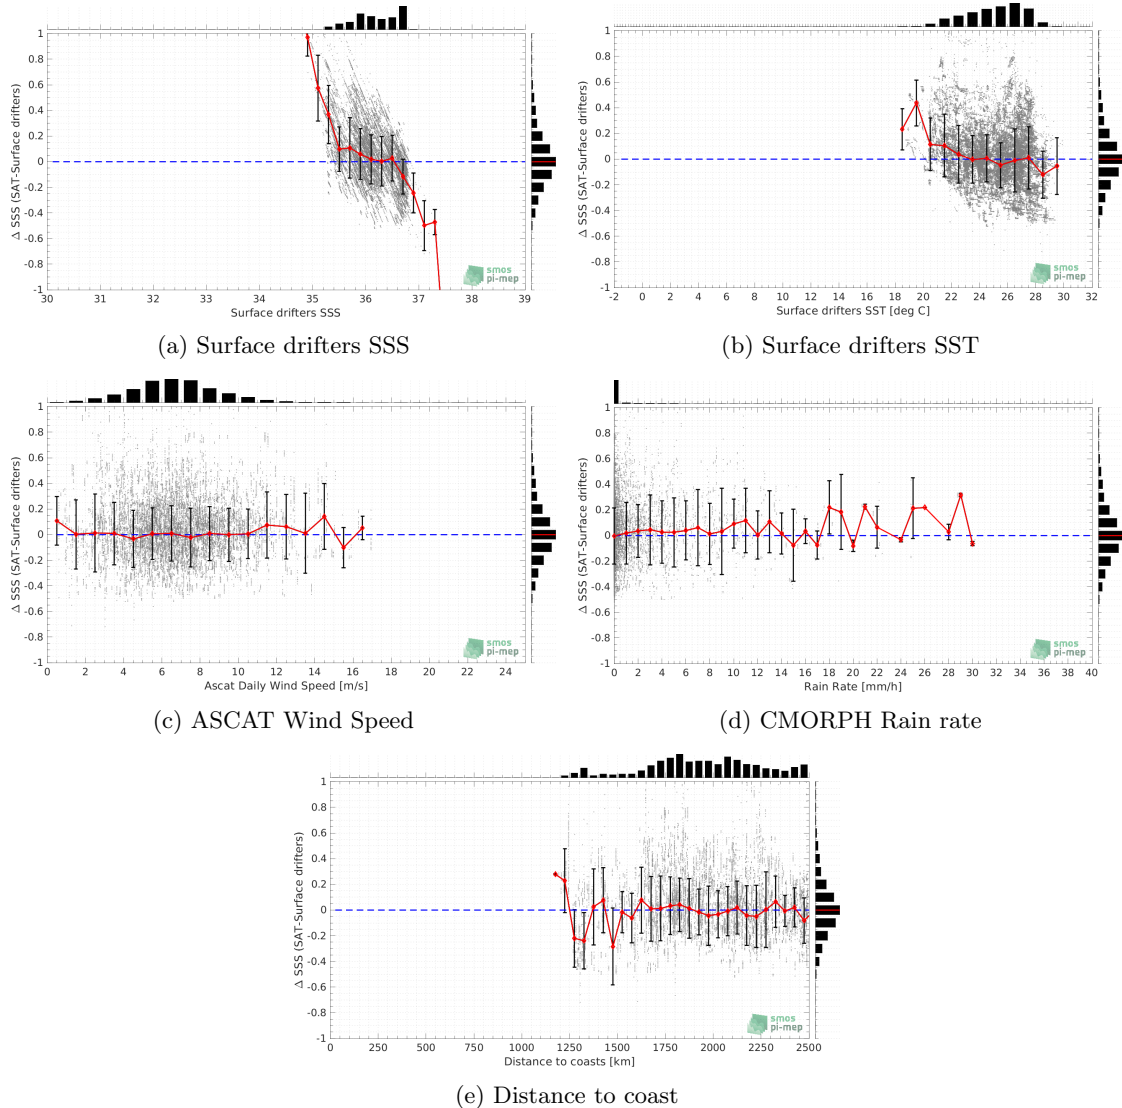 1
0.8
0.6
0.4
0.2
0
-0.2
-0.4
-0.6
-0.8
-1
Δ SSS (SAT-Surface drifters)
smos
pi-mep
30 31 32 33 34 35 36 37 38 39
Surface drifters SSS
(a) Surface drifters SSS
1
0.8
0.6
0.4
0.2
0
-0.2
-0.4
-0.6
-0.8
-1
Δ SSS (SAT-Surface drifters)
smos
pi-mep
-2 0 2 4 6 8 10 12 14 16 18 20 22 24 26 28 30 32
Surface drifters SST [deg C]
(b) Surface drifters SST
1
0.8
0.6
0.4
0.2
0
-0.2
-0.4
-0.6
-0.8
-1
Δ SSS (SAT-Surface drifters)
smos
pi-mep
0 2 4 6 8 10 12 14 16 18 20 22 24
Ascat Daily Wind Speed [m/s]
(c) ASCAT Wind Speed
1
0.8
0.6
0.4
0.2
0
-0.2
-0.4
-0.6
-0.8
-1
Δ SSS (SAT-Surface drifters)
smos
pi-mep
0 2 4 6 8 10 12 14 16 18 20 22 24 26 28 30 32 34 36 38 40
Rain Rate [mm/h]
(d) CMORPH Rain rate
1
0.8
0.6
0.4
0.2
0
-0.2
-0.4
-0.6
-0.8
-1
Δ SSS (SAT-Surface drifters)
smos
pi-mep
0 250 500 750 1000 1250 1500 1750 2000 2250 2500
Distance to coasts [km]
(e) Distance to coast